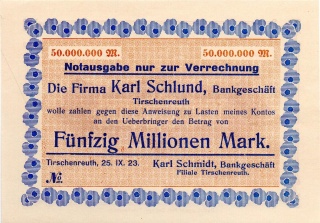 50.000.000 M. 50.000.000 M.
Notausgabe nur zur Verrechnung
Die Firma Karl Schlund, Bankgeschäft
Tirschenreuth
wolle zahlen gegen diese Anweisung zu Lasten meines Kontos
an den Ueberbringer den Betrag von
Fünfzig Millionen Mark.
Tirschenreuth, 25. IX. 23. Karl Schmidt, Bankgeschäft
Filiale Tirschenreuth.
No.